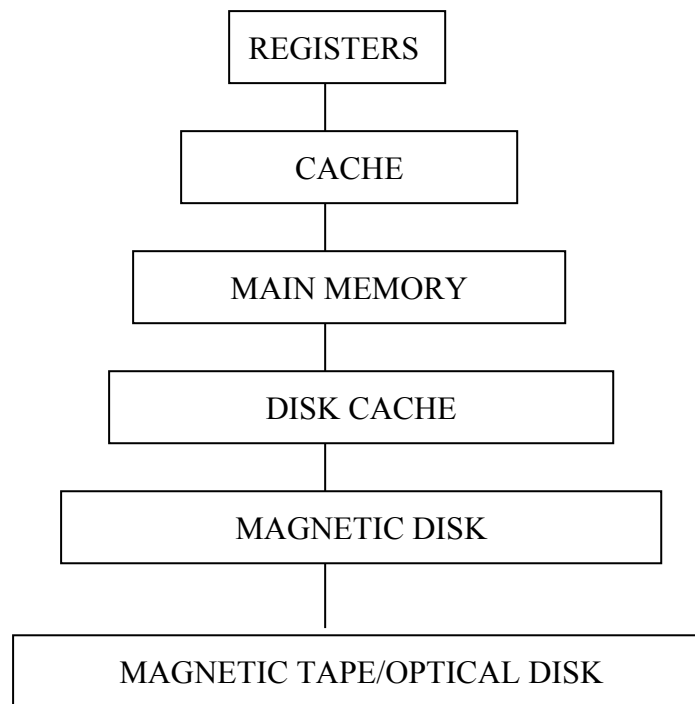 REGISTERS
CACHE
MAIN MEMORY
DISK CACHE
MAGNETIC DISK
MAGNETIC TAPE/OPTICAL DISK